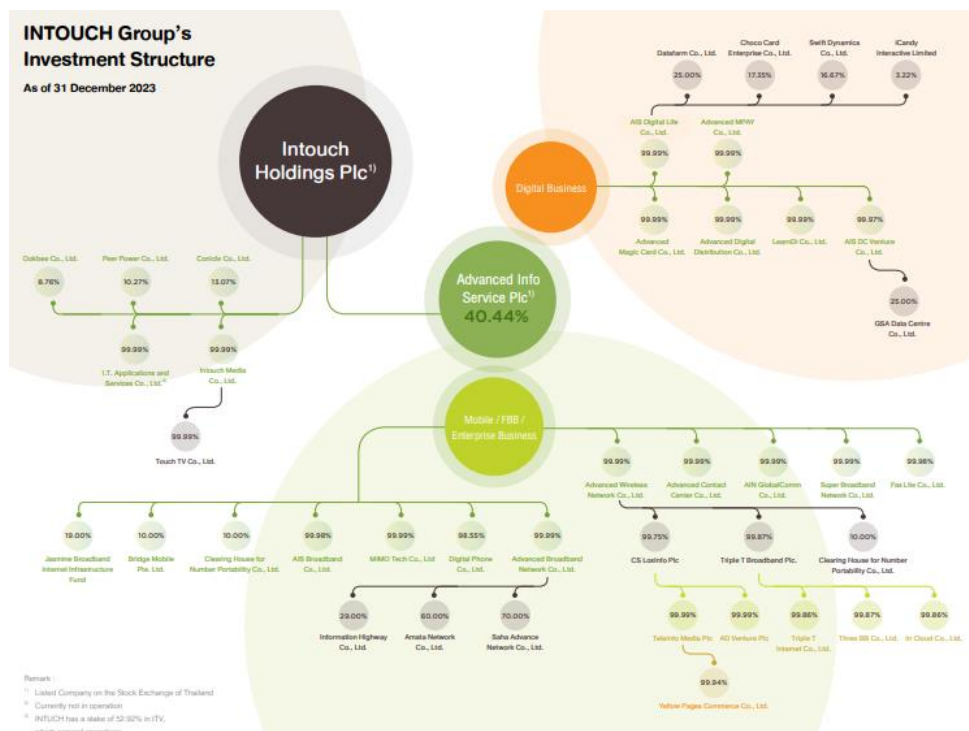 INTOUCH Group's
Investment Structure
As of 31 December 2023
Intouch
Holdings Plc1)
Digital Business
Advanced Info
Service Plc1)
40.44%
Mobile / FBB /
Enterprise Business
Datafarm Co., Ltd.
25.00%
Choco Card
Enterprise Co., Ltd.
17.35%
Swift Dynamics
Co., Ltd.
16.67%
iCandy
Interactive Limited
3.22%
AIS Digital Life
Co., Ltd.
99.99%
Advanced MPAY
Co., Ltd.
99.99%
99.99%
Advanced
Magic Card Co., Ltd.
99.99%
Advanced Digital
Distribution Co., Ltd.
99.99%
LearnDi Co., Ltd.
99.97%
AIS DC Venture
Co., Ltd.
25.00%
GSA Data Centre
Co., Ltd.
Ookbee Co., Ltd.
8.76%
Peer Power Co., Ltd.
10.27%
Conicle Co., Ltd.
13.07%
99.99%
I.T. Applications and
Services Co., Ltd.
99.99%
Intouch Media
Co., Ltd.
99.99%
Touch TV Co., Ltd.
99.99%
Advanced Wireless
Network Co., Ltd.
99.99%
Advanced Contact
Center Co., Ltd.
99.99%
AIN GlobalComm
Co., Ltd.
99.99%
Super Broadband
Network Co., Ltd.
Fax Lite Co., Ltd.
19.00%
Jasmine Broadband
Internet Infrastructure
Fund
10.00%
Bridge Mobile
Pte. Ltd.
10.00%
Clearing House for
Number Portability Co., Ltd.
99.98%
AIS Broadband
Co., Ltd.
99.99%
MIMO Tech Co., Ltd
98.55%
Digital Phone
Co., Ltd.
99.99%
Advanced Broadband
Network Co., Ltd.
29.00%
Information Highway
Co., Ltd.
60.00%
Amata Network
Co., Ltd.
70.00%
Saha Advance
Network Co., Ltd.
99.75%
CS Loxinfo Plc
99.87%
Triple T Broadband Plc.
10.00%
Clearing House for Number
Portability Co., Ltd.
99.99%
Teleinfo Media Plc
99.99%
AD Venture Plc
99.86%
Triple T
Internet Co., Ltd.
99.87%
Three BB Co., Ltd.
99.86%
In Cloud Co., Ltd.
99.94%
Yellow Pages Commerce Co., Ltd.
Remark :
1) Listed Company on the Stock Exchange of Thailand
2) Currently not in operation
3) INTUCH has a stake of 52.92% in ITV,